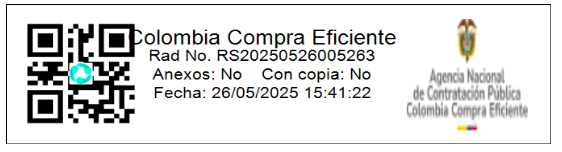 Colombia Compra Eficiente
Rad No. RS20250526005263
Anexos: No Con copia: No
Fecha: 26/05/2025 15:41:22
Agencia Nacional
de Contratación Pública
Colombia Compra Eficiente